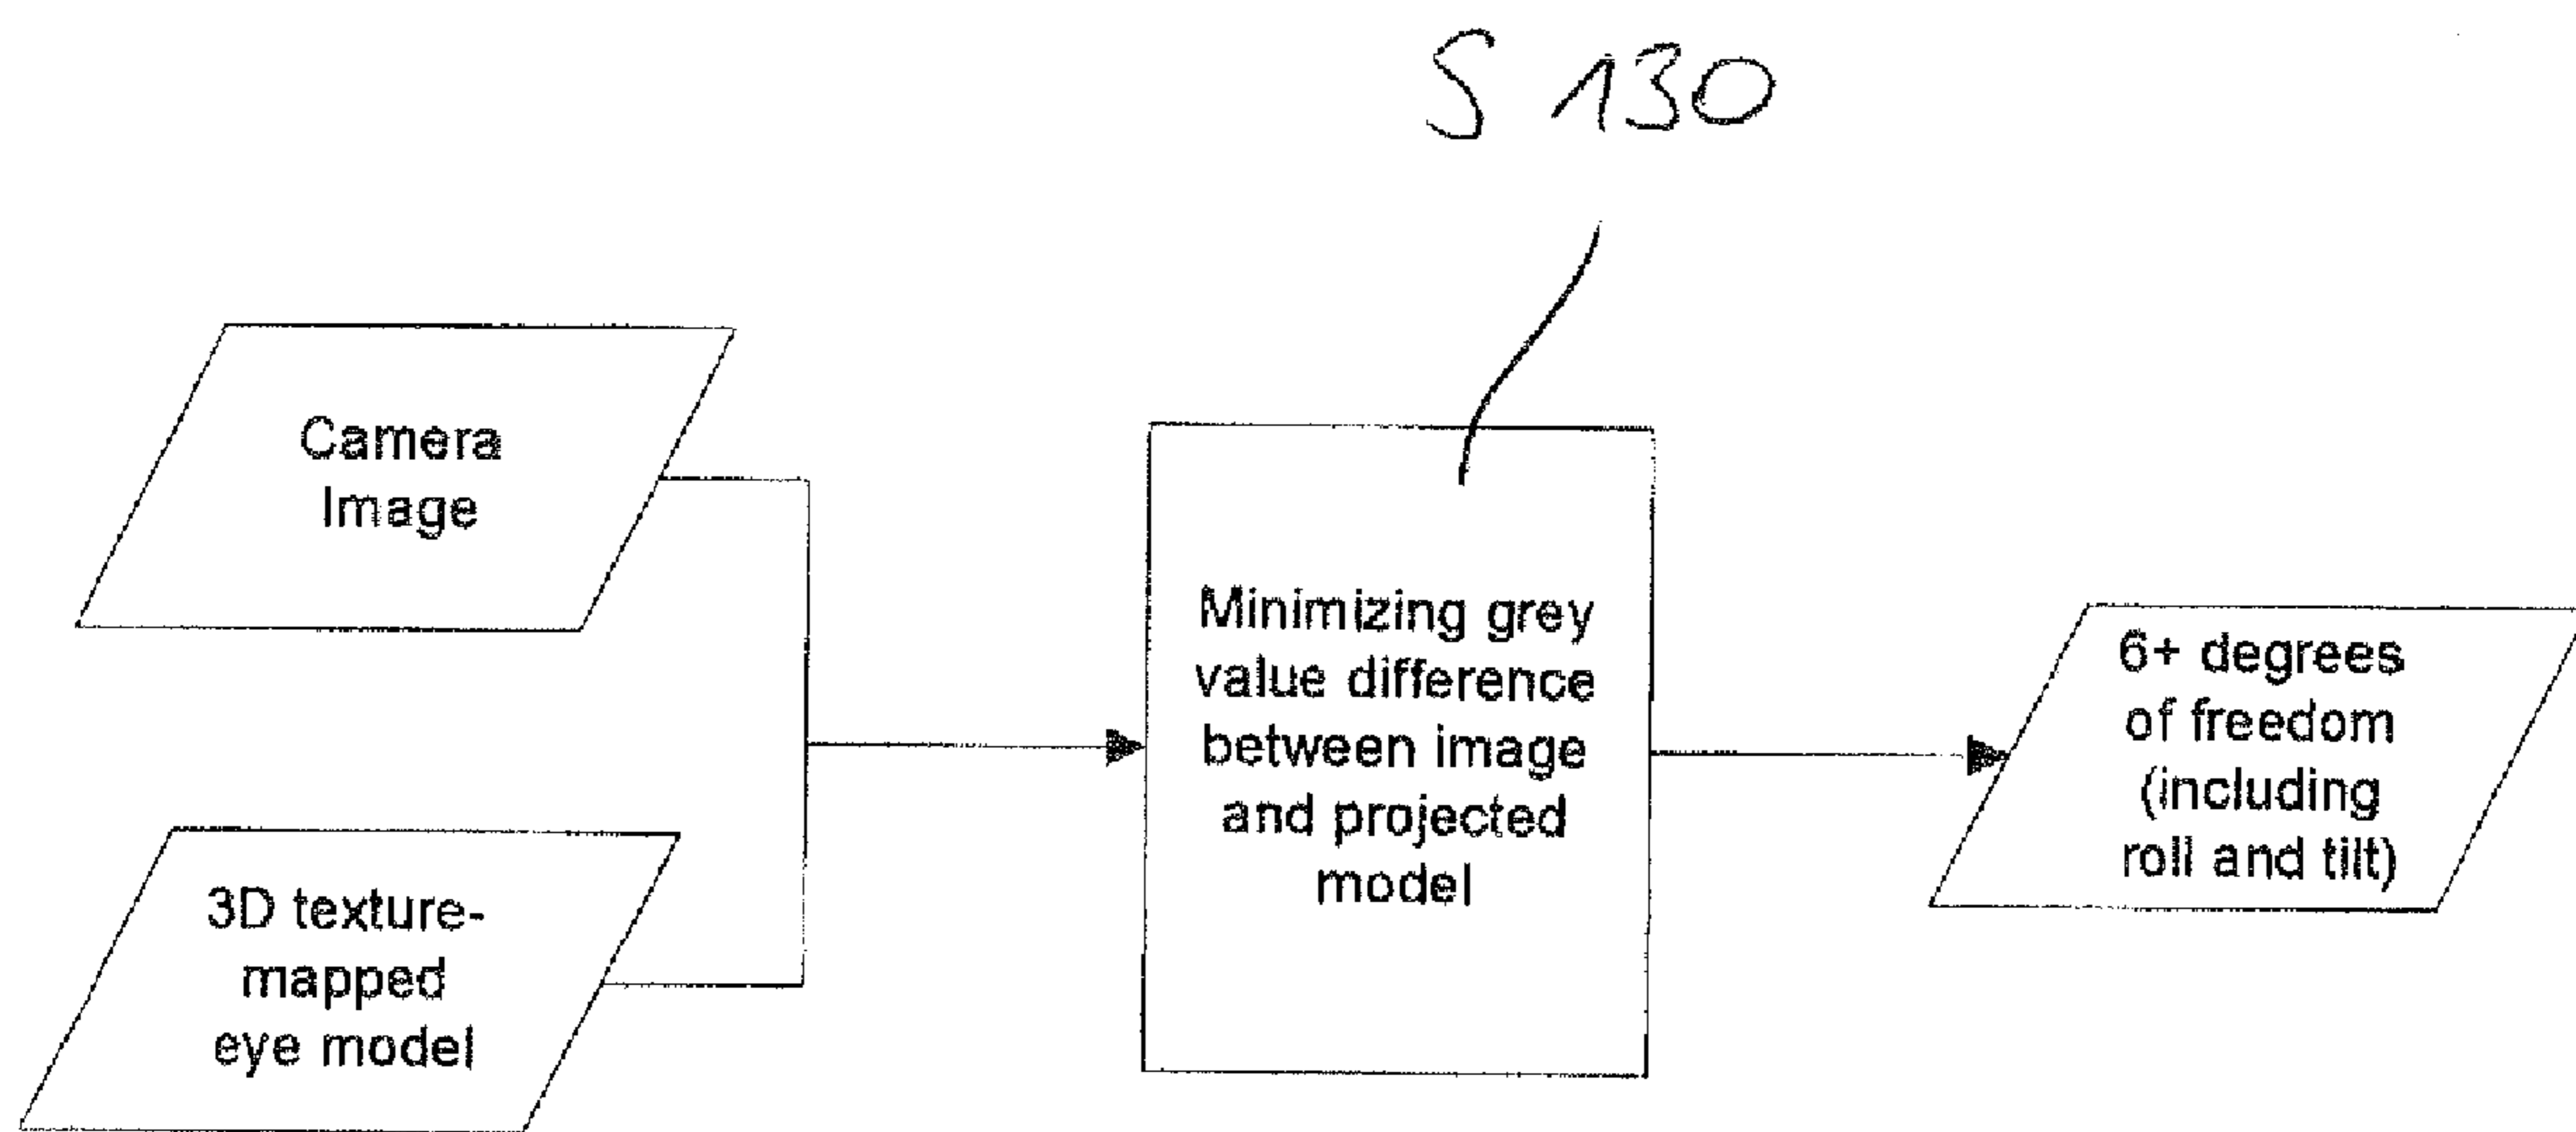 S 130
Camera
Image
3D texture-
mapped
eye model
Minimizing grey
value difference
between image
and projected
model
6+ degrees
of freedom
(including
roll and tilt)